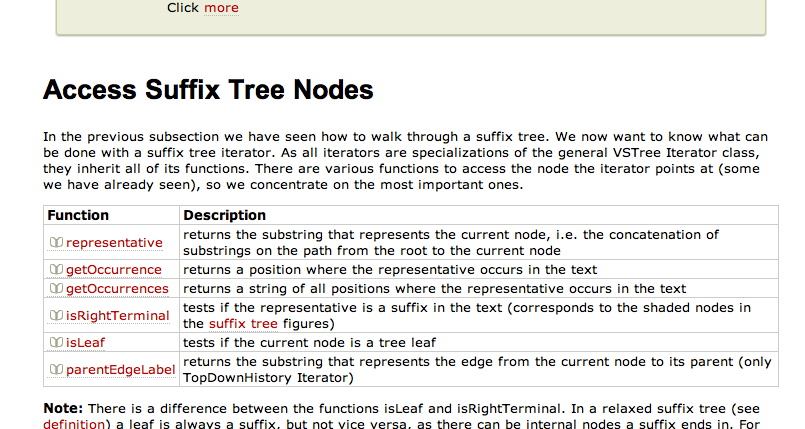 Click more
Access Suffix Tree Nodes
In the previous subsection we have seen how to walk through a suffix tree. We now want to know what can
be done with a suffix tree iterator. As all iterators are specializations of the general VSTree Iterator class,
they inherit all of its functions. There are various functions to access the node the iterator points at (some
we have already seen), so we concentrate on the most important ones.
Function Description
representative returns the substring that represents the current node, i.e. the concatenation of
substrings on the path from the root to the current node
getOccurrence returns a position where the representative occurs in the text
getOccurrences returns a string of all positions where the representative occurs in the text
isRightTerminal tests if the representative is a suffix in the text (corresponds to the shaded nodes in
the suffix tree figures)
isLeaf tests if the current node is a tree leaf
parentEdgeLabel returns the substring that represents the edge from the current node to its parent (only
TopDownHistory Iterator)
Note: There is a difference between the functions isLeaf and isRightTerminal. In a relaxed suffix tree (see
definition) a leaf is always a suffix, but not vice versa, as there can be internal nodes a suffix ends in. For